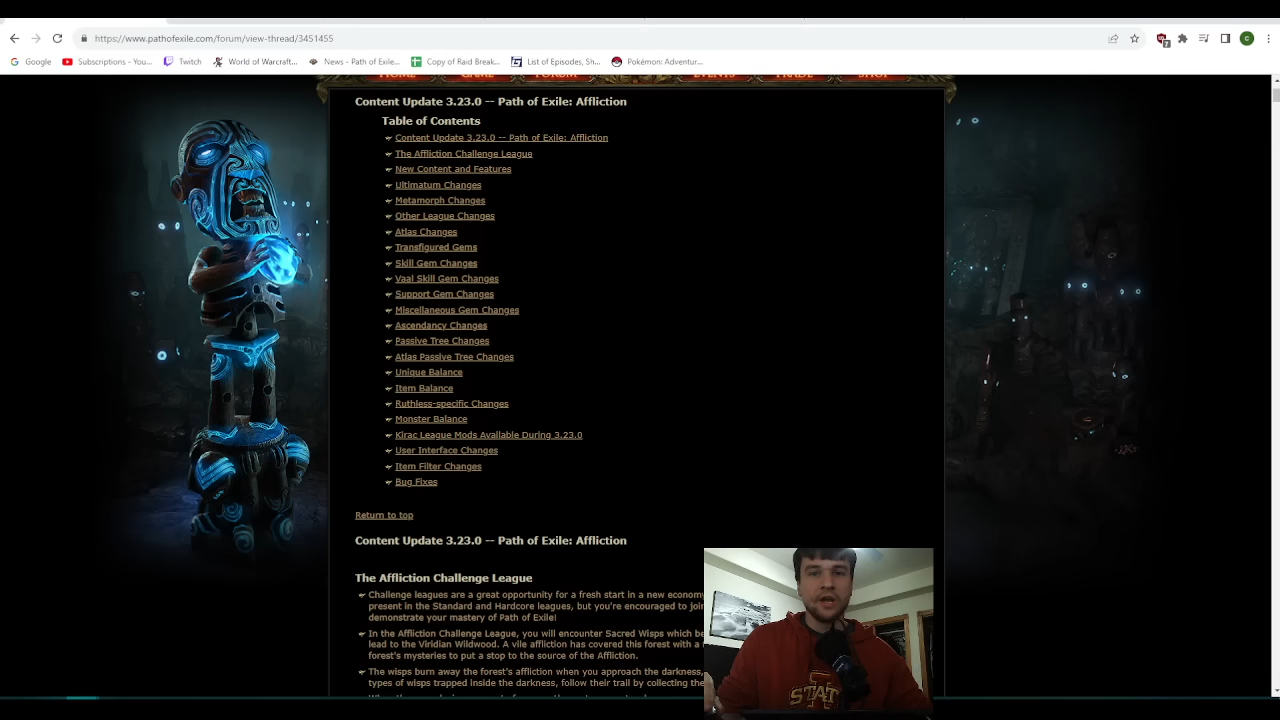 https://www.pathofexile.com/forum/view-thread/3451455
7
C
Google
Subscriptions - You...
Twitch
World of Warcraft...
News - Path of Exile...
Copy of Raid Break...
List of Episodes, Sh...
Pokémon: Adventur...
HOME
GAME
FORUM
EVENTS
TRADE
SHOP
Content Update 3.23.0 -- Path of Exile: Affliction
Table of Contents
Content Update 3.23.0 -- Path of Exile: Affliction
The Affliction Challenge League
New Content and Features
Ultimatum Changes
Metamorph Changes
Other League Changes
Atlas Changes
Transfigured Gems
Skill Gem Changes
Vaal Skill Gem Changes
Support Gem Changes
Miscellaneous Gem Changes
Ascendancy Changes
Passive Tree Changes
Atlas Passive Tree Changes
Unique Balance
Item Balance
Ruthless-specific Changes
Monster Balance
Kirac League Mods Available During 3.23.0
User Interface Changes
Item Filter Changes
Bug Fixes
Return to top
Content Update 3.23.0 -- Path of Exile: Affliction
The Affliction Challenge League
Challenge leagues are a great opportunity for a fresh start in a new economy
present in the Standard and Hardcore leagues, but you're encouraged to join
demonstrate your mastery of Path of Exile!
In the Affliction Challenge League, you will encounter Sacred Wisps which be
lead to the Viridian Wildwood. A vile affliction has covered this forest with a
forest's mysteries to put a stop to the source of the Affliction.
The wisps burn away the forest's affliction when you approach the darkness,
types of wisps trapped inside the darkness, follow their trail by collecting the
STATE